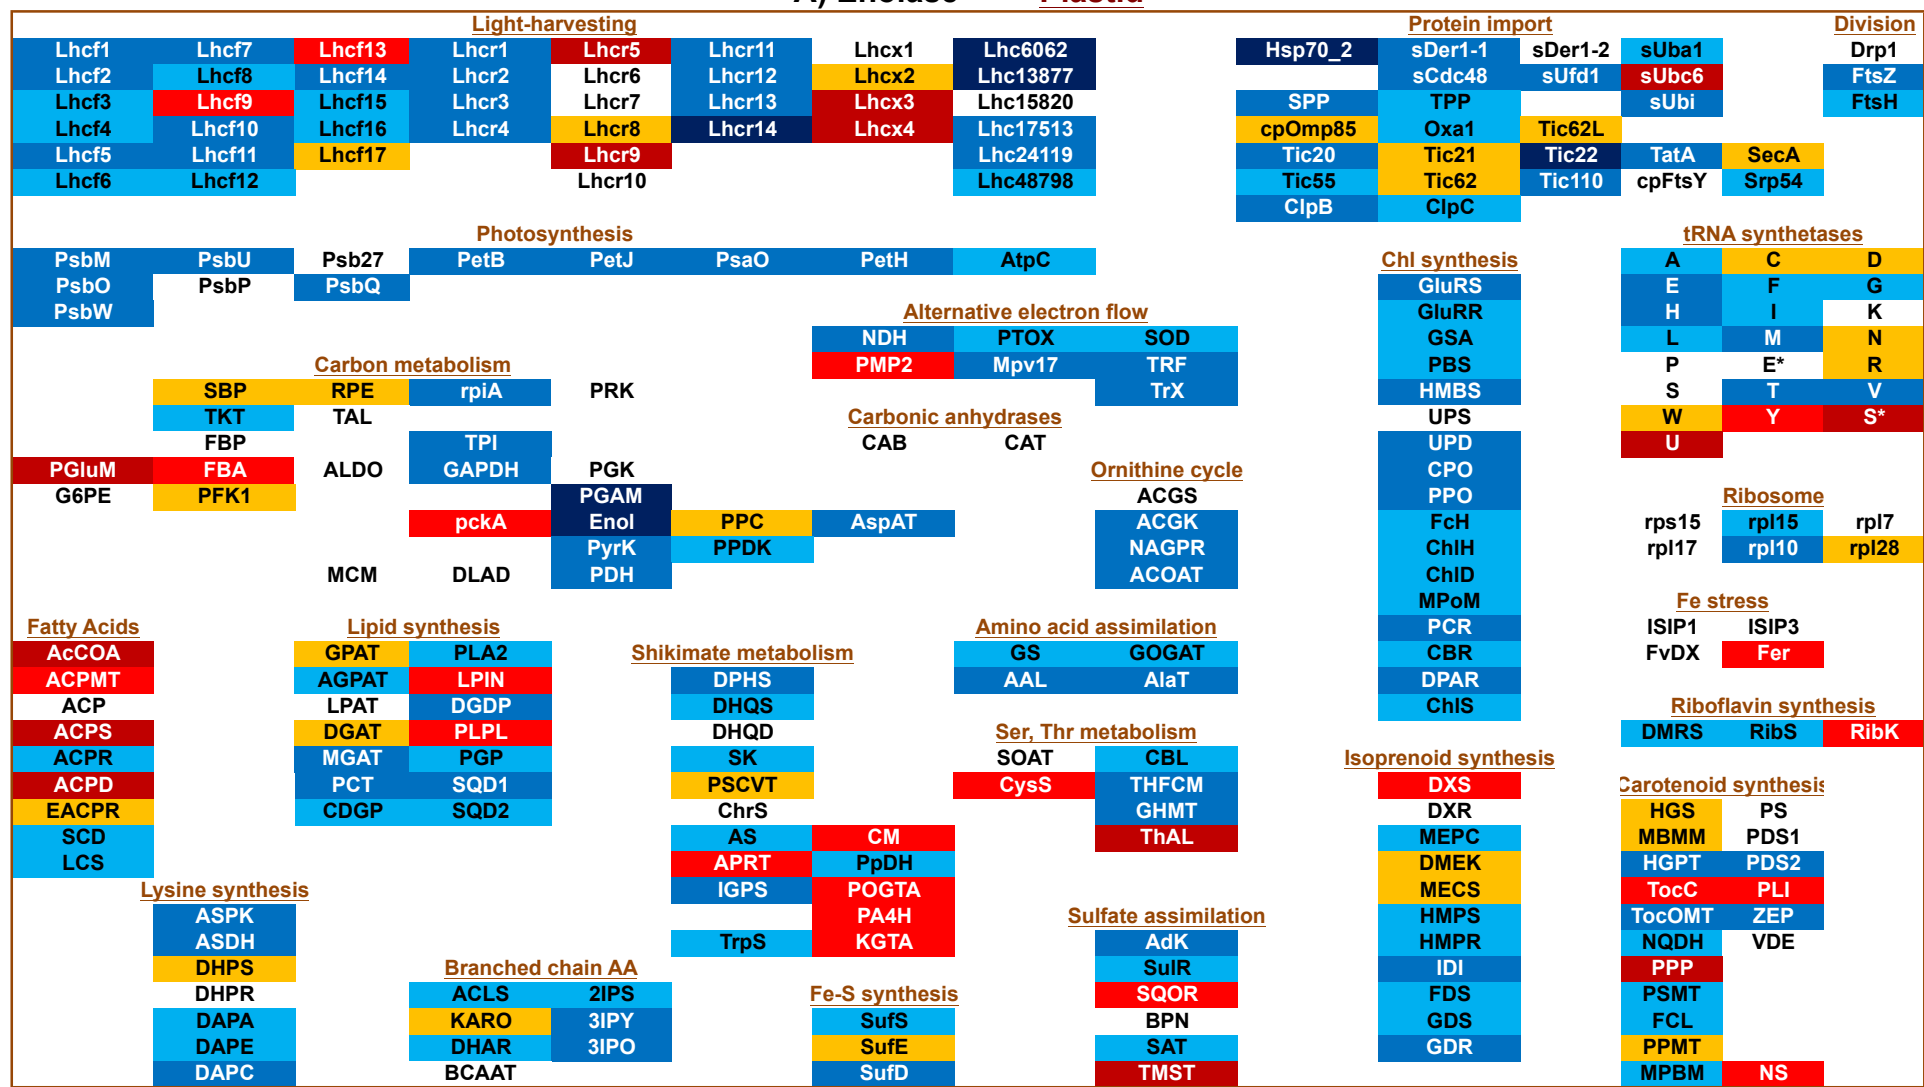 Light-harvesting Protein import Division
Lhcf1 Lhcf7 Lhcf13 Lhcr1 Lhcr5 Lhcr11 Lhcx1 Lhc6062 Hsp70_2 sDer1-1 sDer1-2 sUba1 Drp1
Lhcf2 Lhcf8 Lhcf14 Lhcr2 Lhcr6 Lhcr12 Lhcx2 Lhc13877 sCdc48 sUfd1 sUbc6 FtsZ
Lhcf3 Lhcf9 Lhcf15 Lhcr3 Lhcr7 Lhcr13 Lhcx3 Lhc15820 SPP TPP sUbi FtsH
Lhcf4 Lhcf10 Lhcf16 Lhcr4 Lhcr8 Lhcr14 Lhcx4 Lhc17513 cpOmp85 Oxa1 Tic62L
Lhcf5 Lhcf11 Lhcf17 Lhcr9 Lhc24119 Tic20 Tic21 Tic22 TatA SecA
Lhcf6 Lhcf12 Lhcr10 Lhc48798 Tic55 Tic62 Tic110 cpFtsY Srp54
ClpB ClpC
Photosynthesis Chl synthesis tRNA synthetases
PsbM PsbU Psb27 PetB PetJ PsaO PetH AtpC A C D
PsbO PsbP PsbQ GluRS E F G
PsbW Alternative electron flow GluRR H I K
NDH PTOX SOD GSA L M N
Carbon metabolism PMP2 Mpv17 TRF PBS P E* R
SBP RPE rpiA PRK TrX HMBS S T V
TKT TAL Carbonic anhydrases UPS W Y S*
FBP TPI CAB CAT UPD U
PGluM FBA ALDO GAPDH PGK Ornithine cycle CPO
G6PE PFK1 PGAM ACGS PPO Ribosome
pckA Enol PPC AspAT ACGK FcH rps15 rpl15 rpl7
PyrK PPDK NAGPR ChlH rpl17 rpl10 rpl28
MCM DLAD PDH ACOAT ChlD
MPoM Fe stress
Fatty Acids Lipid synthesis Amino acid assimilation PCR ISIP1 ISIP3
AcCOA GPAT PLA2 Shikimate metabolism GS GOGAT CBR FvDX Fer
ACPMT AGPAT LPIN DPHS AAL AlaT DPAR
ACP LPAT DGDP DHQS ChlS Riboflavin synthesis
ACPS DGAT PLPL DHQD Ser, Thr metabolism DMRS RibS RibK
ACPR MGAT PGP SK SOAT CBL Isoprenoid synthesis
ACPD PCT SQD1 PSCVT CysS THFCM DXS Carotenoid synthesis
EACPR CDGP SQD2 ChrS GHMT DXR HGS PS
SCD AS CM ThAL MEPC MBMM PDS1
LCS APRT PpDH DMEK HGPT PDS2
Lysine synthesis IGPS POGTA MECS TocC PLI
ASPK PA4H Sulfate assimilation HMPS TocOMT ZEP
ASDH TrpS KGTA AdK HMPR NQDH VDE
DHPS Branched chain AA SulR IDI PPP
DHPR ACLS 2IPS Fe-S synthesis SQOR FDS PSMT
DAPA KARO 3IPY SufS BPN GDS FCL
DAPE DHAR 3IPO SufE SAT GDR PPMT
DAPC BCAAT SufD TMST MPBM NS